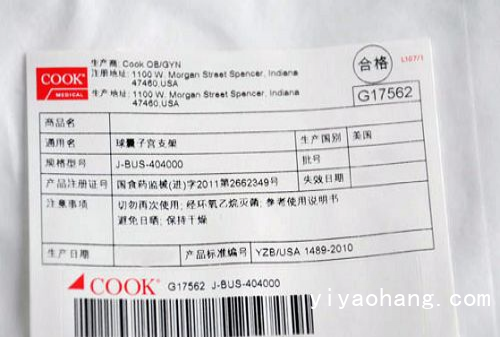 COOK®
MEDICAL
生产商: Cook OB/GYN
注册地址: 1100 W. Morgan Street Spencer, Indiana
47460,USA
生产地址: 1100 W. Morgan Street Spencer, Indiana
47460,USA
合格
L107/1
G17562
商品名
通用名 球囊子宫支架 生产国别 美国
规格型号 J-BUS-404000 批号
产品注册证号 国食药监械(进)字2011第2662349号 失效日期
注意事项 切勿再次使用; 经环氧乙烷灭菌; 参考使用说明书
避免日晒; 保持干燥
生产日期 产品标准编号 YZB/USA 1489-2010
COOK® G17562 J-BUS-404000
yiyaohang.com